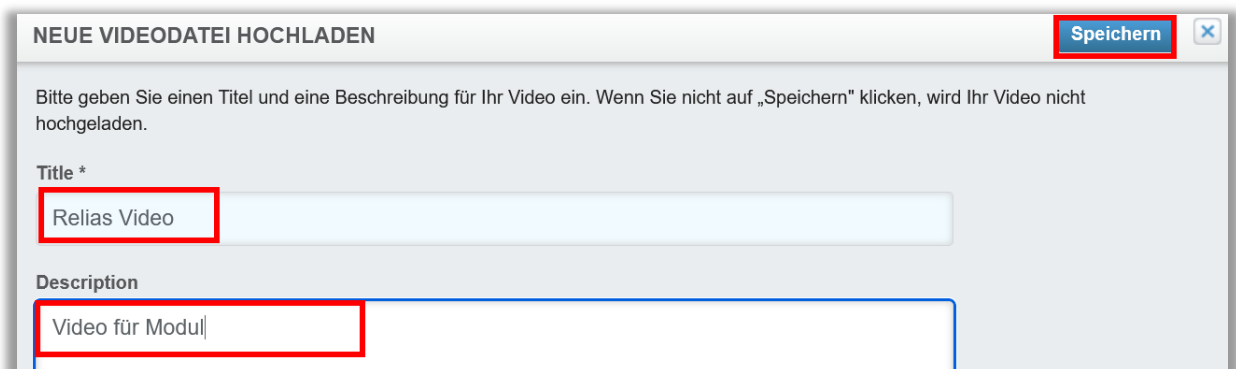 NEUE VIDEODATEI HOCHLADEN
Speichern
Bitte geben Sie einen Titel und eine Beschreibung für Ihr Video ein. Wenn Sie nicht auf „Speichern" klicken, wird Ihr Video nicht
hochgeladen.
Title *
Relias Video
Description
Video für Modul